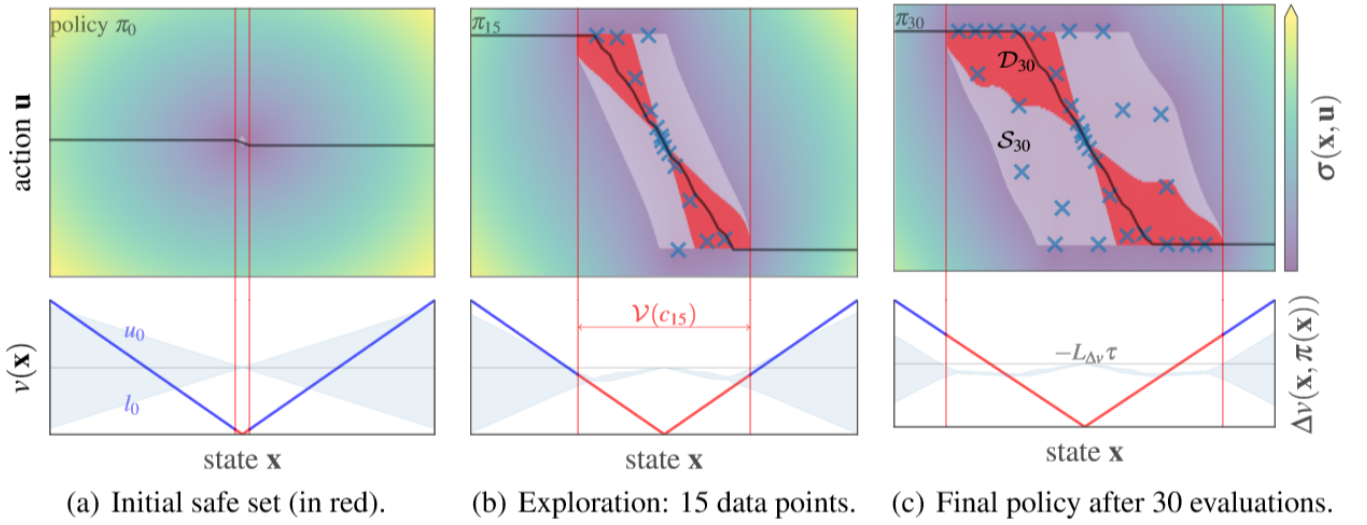 policy π₀
π₁₅
π₃₀
𝒟₃₀
𝒮₃₀
action u
σ(x, u)
u₀
l₀
𝒱(c₁₅)
−L_Δv τ
v(x)
Δv(x, π(x))
state x
state x
state x
(a) Initial safe set (in red).
(b) Exploration: 15 data points.
(c) Final policy after 30 evaluations.